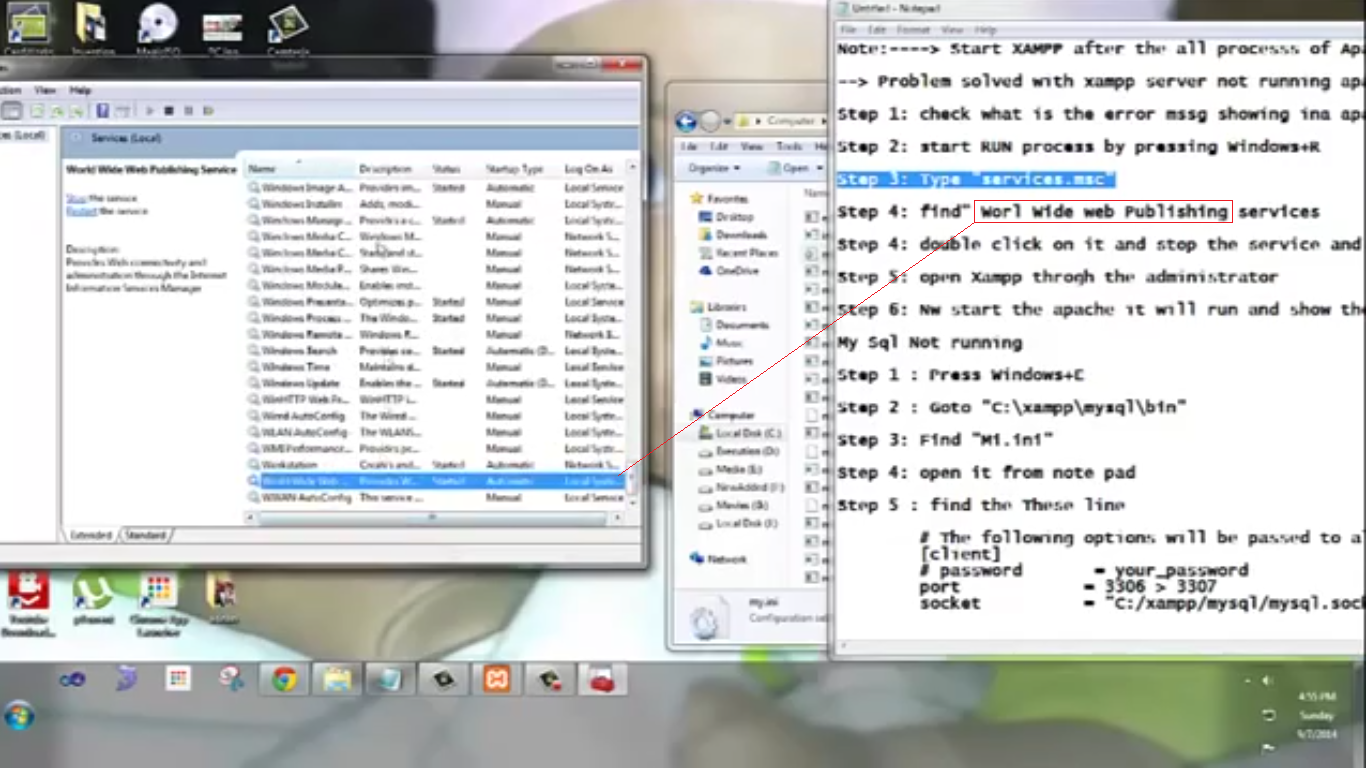 Untitled - Notepad
File Edit Format View Help
Note:----> Start XAMPP after the all processs of Apa
--> Problem solved with xampp server not running apa
Step 1: check what is the error mssg showing ina apa
Step 2: start RUN process by pressing Windows+R
Step 3: Type "services.msc"
Step 4: find" Worl Wide web Publishing services
Step 4: double click on it and stop the service and
Step 5: open Xampp throgh the administrator
Step 6: Nw start the apache it will run and show the
My Sql Not running
Step 1 : Press Windows+E
Step 2 : Goto "C:\xampp\mysql\bin"
Step 3: Find "Mi.ini"
Step 4: open it from note pad
Step 5 : find the These line
# The following options will be passed to a
[client]
# password = your_password
port = 3306 > 3307
socket = "C:/xampp/mysql/mysql.sock
View Help
Services (Local)
World Wide Web Publishing Service
Stop the service
Restart the service
Description:
Provides Web connectivity and
administration through the Internet
Information Services Manager
Name Description Status Startup Type Log On As
Windows Image A... Provides im... Started Automatic Local Service
Windows Installer Adds, modi... Manual Local Syste...
Windows Manag... Provides a c... Started Automatic Local Syste...
Windows Media C... Windows M... Manual Network S...
Windows Media C... Starts and st... Manual Network S...
Windows Media P... Shares Win... Manual Network S...
Windows Module... Enables inst... Manual Local Syste...
Windows Presenta... Optimizes p... Started Manual Local Service
Windows Process ... The Windo... Started Manual Local Syste...
Windows Remote ... Windows R... Manual Network S...
Windows Search Provides co... Started Automatic (D... Local Syste...
Windows Time Maintains d... Manual Local Service
Windows Update Enables the ... Started Automatic (D... Local Syste...
WinHTTP Web Pr... WinHTTP i... Manual Local Service
Wired AutoConfig The Wired ... Manual Local Syste...
WLAN AutoConfig The WLANS... Manual Local Syste...
WMI Performance... Provides pe... Manual Local Syste...
Workstation Creates and... Started Automatic Network S...
World Wide Web ... Provides W... Started Automatic Local Syste...
WWAN AutoConfig This service ... Manual Local Service
Extended Standard
Computer
File Edit View Tools
Organize Open
Name
Favorites
Desktop
Downloads
Recent Places
OneDrive
Libraries
Documents
Music
Pictures
Videos
Computer
Local Disk (C:)
Execution (D:)
Media (E:)
NewAdded (F:)
Movies (G:)
Local Disk (I:)
Network
my.ini
Configuration se
4:55 PM
Sunday
9/7/2014